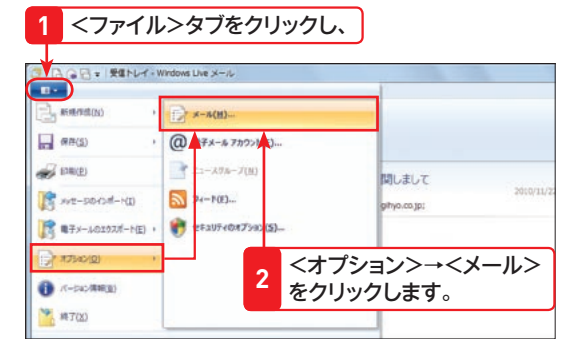 1 <ファイル>タブをクリックし、
受信トレイ - Windows Live メール
新規作成(N)
メール(M)...
保存(S)
電子メール アカウント(E)...
印刷(P)
ニュースグループ(N)
フィード(F)...
メッセージのインポート(I)
電子メールのエクスポート(E)
セキュリティのオプション(S)...
オプション(O)
バージョン情報(B)
終了(X)
関しまして
2010/11/22
gihyo.co.jp;
2 <オプション>→<メール>
をクリックします。